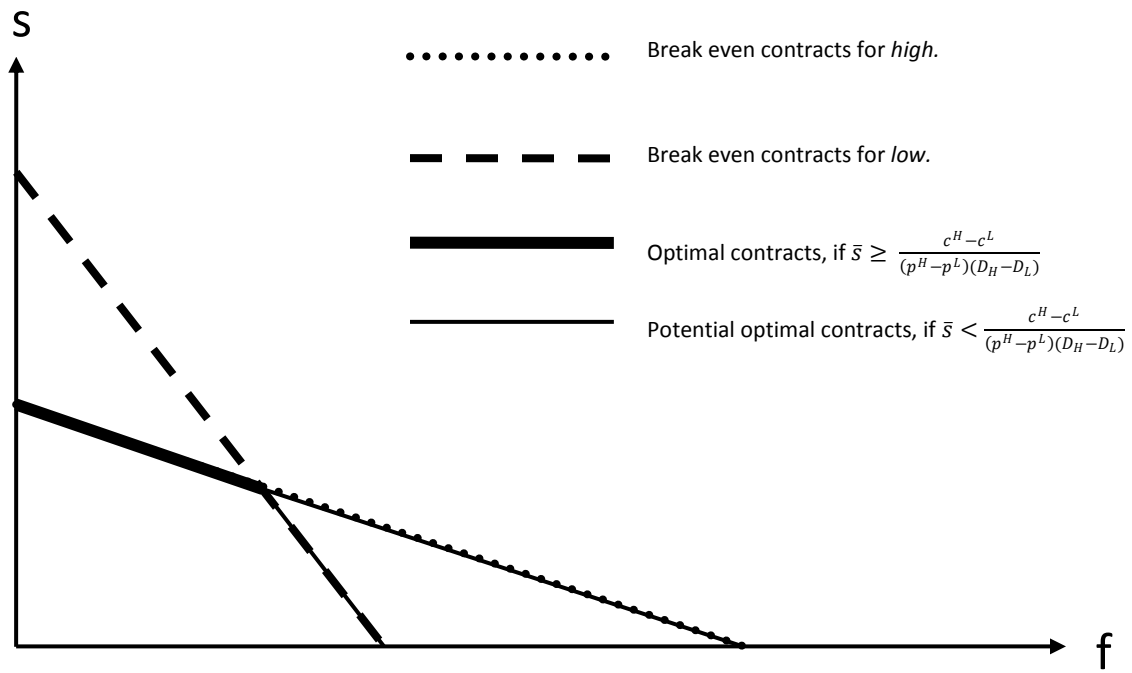 s
Break even contracts for high.
Break even contracts for low.
Optimal contracts, if s̄ ≥ (c^H−c^L)/((p^H−p^L)(D_H−D_L))
Potential optimal contracts, if s̄ < (c^H−c^L)/((p^H−p^L)(D_H−D_L))
f